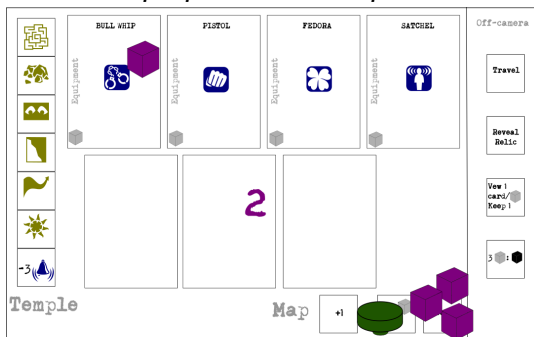 BULL WHIP
PISTOL
FEDORA
SATCHEL
Equipment
Equipment
Equipment
Equipment
Off-camera
Travel
Reveal
Relic
Vew 1
card/
Keep 1
3 :
2
-3
Temple
Map
+1